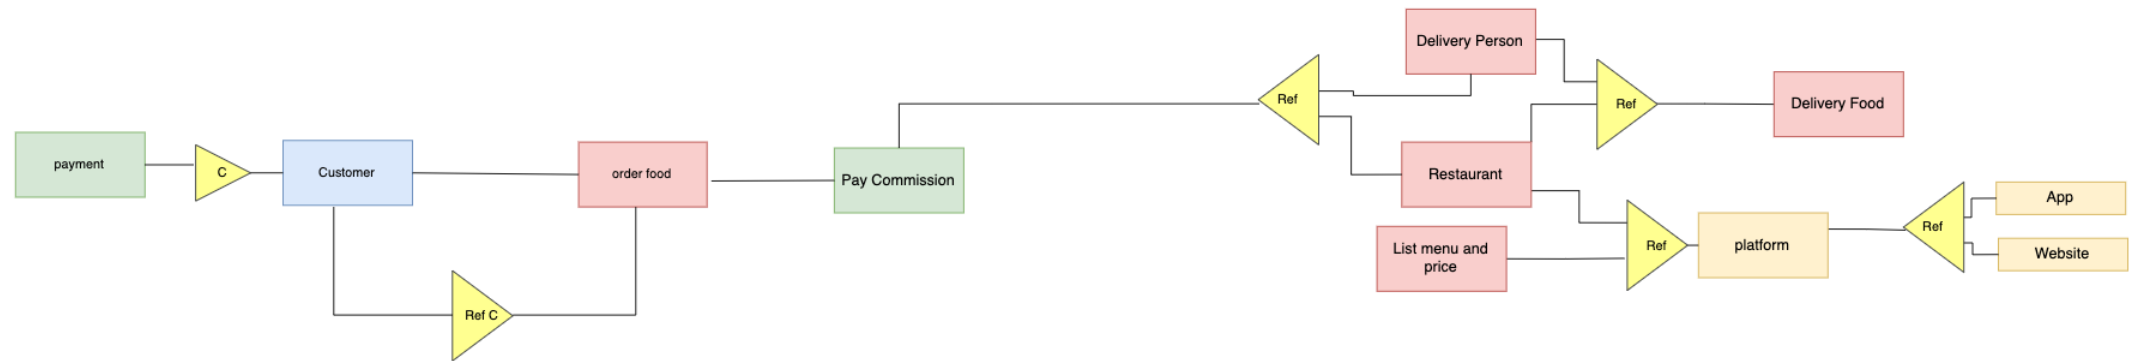 payment
C
Customer
order food
Ref C
Pay Commission
Ref
Delivery Person
Restaurant
Ref
Delivery Food
List menu and
price
Ref
platform
Ref
App
Website